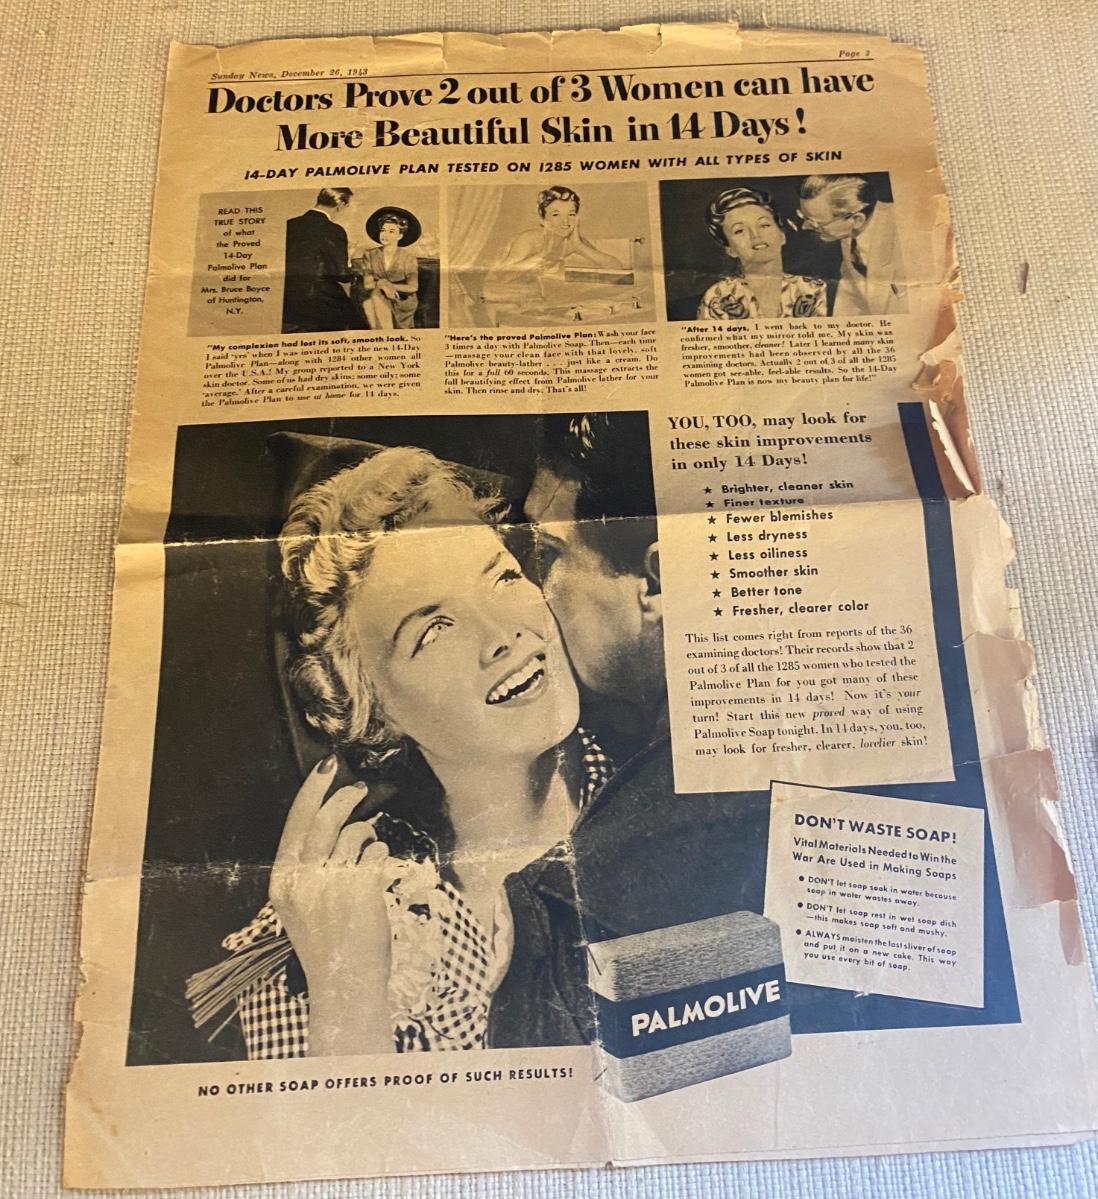 Sunday News, December 26, 1943
Page 2
Doctors Prove 2 out of 3 Women can have
More Beautiful Skin in 14 Days!
14-DAY PALMOLIVE PLAN TESTED ON 1285 WOMEN WITH ALL TYPES OF SKIN
READ THIS
TRUE STORY
of what
the Proved
14-Day
Palmolive Plan
did for
Mrs. Bruce Boyce
of Huntington,
N.Y.
"My complexion had lost its soft, smooth look. So
I said 'yes' when I was invited to try the new 14-Day
Palmolive Plan—along with 1284 other women all
over the U.S.A.! My group reported to a New York
skin doctor. Some of us had dry skins; some oily; some
'average.' After a careful examination, we were given
the Palmolive Plan to use at home for 14 days.
"Here's the proved Palmolive Plan: Wash your face
3 times a day with Palmolive Soap. Then—each time
—massage your clean face with that lovely, soft
Palmolive beauty-lather . . . just like a cream. Do
this for a full 60 seconds. This massage extracts the
full beautifying effect from Palmolive lather for your
skin. Then rinse and dry. That's all!
"After 14 days, I went back to my doctor. He
confirmed what my mirror told me. My skin was
fresher, smoother, cleaner! Later I learned many skin
improvements had been observed by all the 36
examining doctors. Actually 2 out of 3 of all the 1285
women got see-able, feel-able results. So the 14-Day
Palmolive Plan is now my beauty plan for life!"
YOU, TOO, may look for
these skin improvements
in only 14 Days!
★ Brighter, cleaner skin
★ Finer texture
★ Fewer blemishes
★ Less dryness
★ Less oiliness
★ Smoother skin
★ Better tone
★ Fresher, clearer color
This list comes right from reports of the 36
examining doctors! Their records show that 2
out of 3 of all the 1285 women who tested the
Palmolive Plan for you got many of these
improvements in 14 days! Now it's your
turn! Start this new proved way of using
Palmolive Soap tonight. In 14 days, you, too,
may look for fresher, clearer, lovelier skin!
DON'T WASTE SOAP!
Vital Materials Needed to Win the
War Are Used in Making Soaps
● DON'T let soap soak in water because
soap in water wastes away.
● DON'T let soap rest in wet soap dish
—this makes soap soft and mushy.
● ALWAYS moisten the last sliver of soap
and put it on a new cake. This way
you use every bit of soap.
PALMOLIVE
NO OTHER SOAP OFFERS PROOF OF SUCH RESULTS!